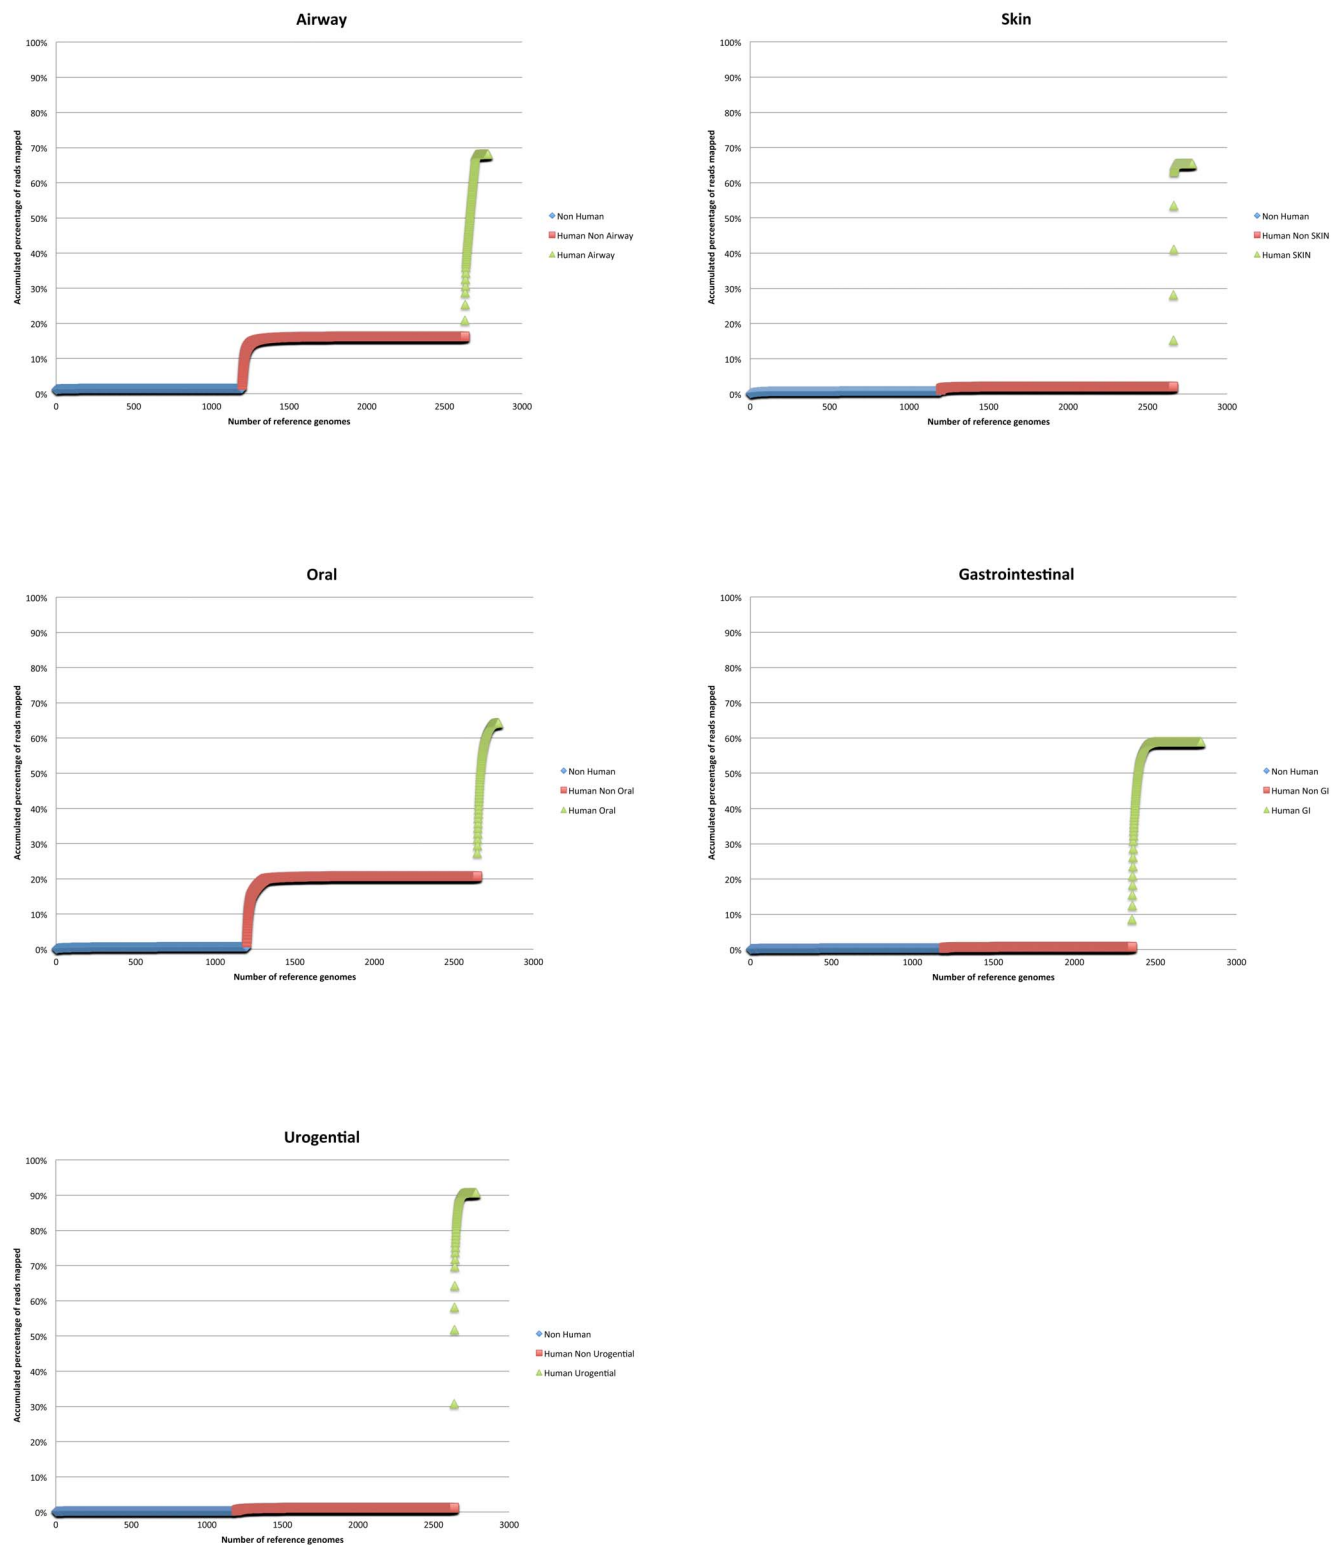 Airway
Accumulated perceentage of reads mapped
100%
90%
80%
70%
60%
50%
40%
30%
20%
10%
0%
0 500 1000 1500 2000 2500 3000
Number of reference genomes
Non Human
Human Non Airway
Human Airway
Skin
Accumulated perceentage of reads mapped
100%
90%
80%
70%
60%
50%
40%
30%
20%
10%
0%
0 500 1000 1500 2000 2500 3000
Number of reference genomes
Non Human
Human Non SKIN
Human SKIN
Oral
Accumulated perceentage of reads mapped
100%
90%
80%
70%
60%
50%
40%
30%
20%
10%
0%
0 500 1000 1500 2000 2500 3000
Number of reference genomes
Non Human
Human Non Oral
Human Oral
Gastrointestinal
Accumulated perceentage of reads mapped
100%
90%
80%
70%
60%
50%
40%
30%
20%
10%
0%
0 500 1000 1500 2000 2500 3000
Number of reference genomes
Non Human
Human Non GI
Human GI
Urogential
Accumulated perceentage of reads mapped
100%
90%
80%
70%
60%
50%
40%
30%
20%
10%
0%
0 500 1000 1500 2000 2500 3000
Number of reference genomes
Non Human
Human Non Urogential
Human Urogential